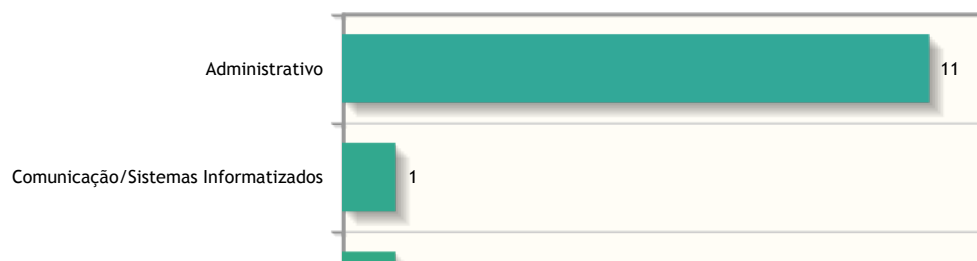 Administrativo 11
Comunicação/Sistemas Informatizados 1